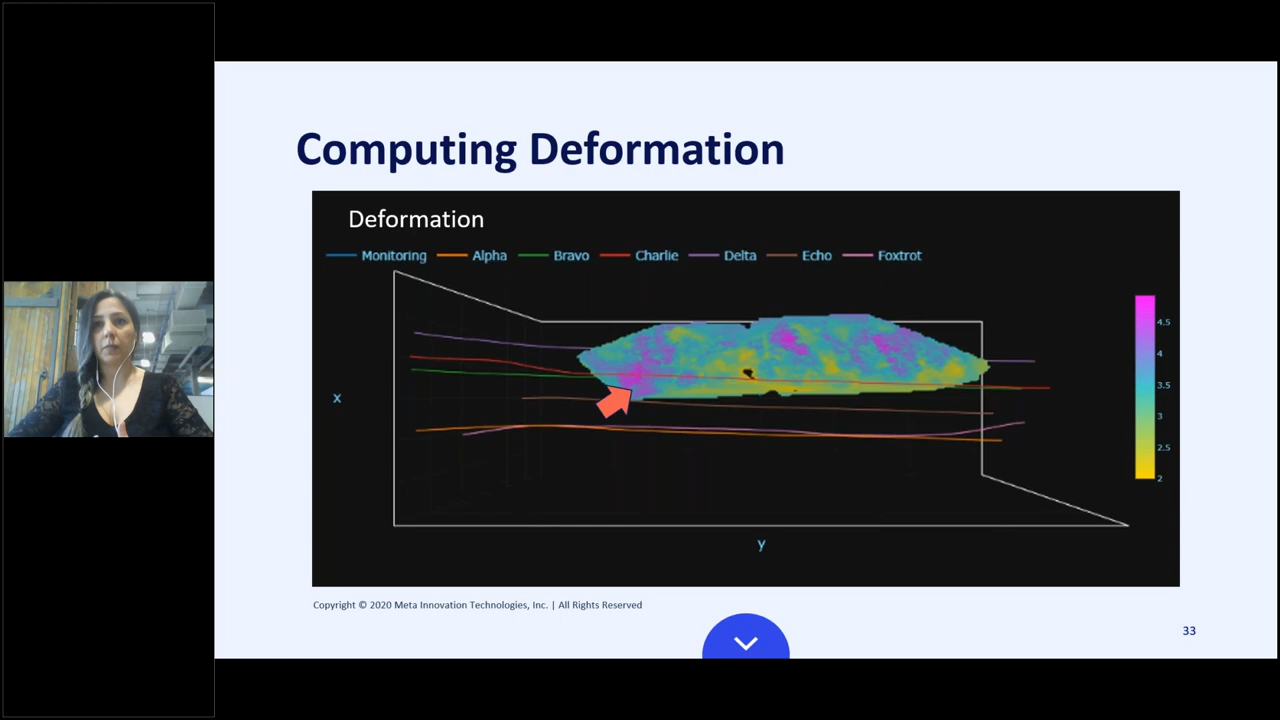 Computing Deformation
Deformation
Monitoring Alpha Bravo Charlie Delta Echo Foxtrot
4.5
4
3.5
3
2.5
2
x
y
Copyright © 2020 Meta Innovation Technologies, Inc. | All Rights Reserved
33